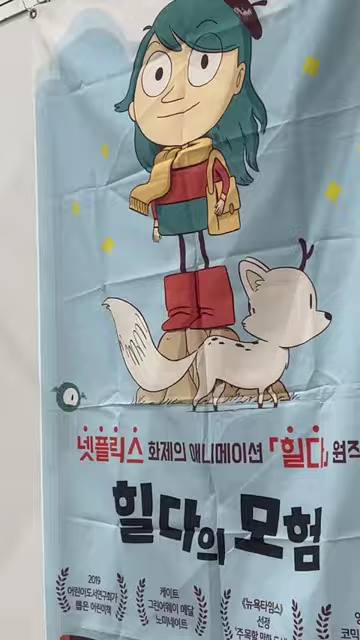 넷플릭스 화제의 애니메이션 「힐다」 원작
힐다의 모험
2019
어린이도서연구회가
뽑은 어린이책
케이트
그린어웨이 메달
노미네이트
《뉴욕타임스》
선정